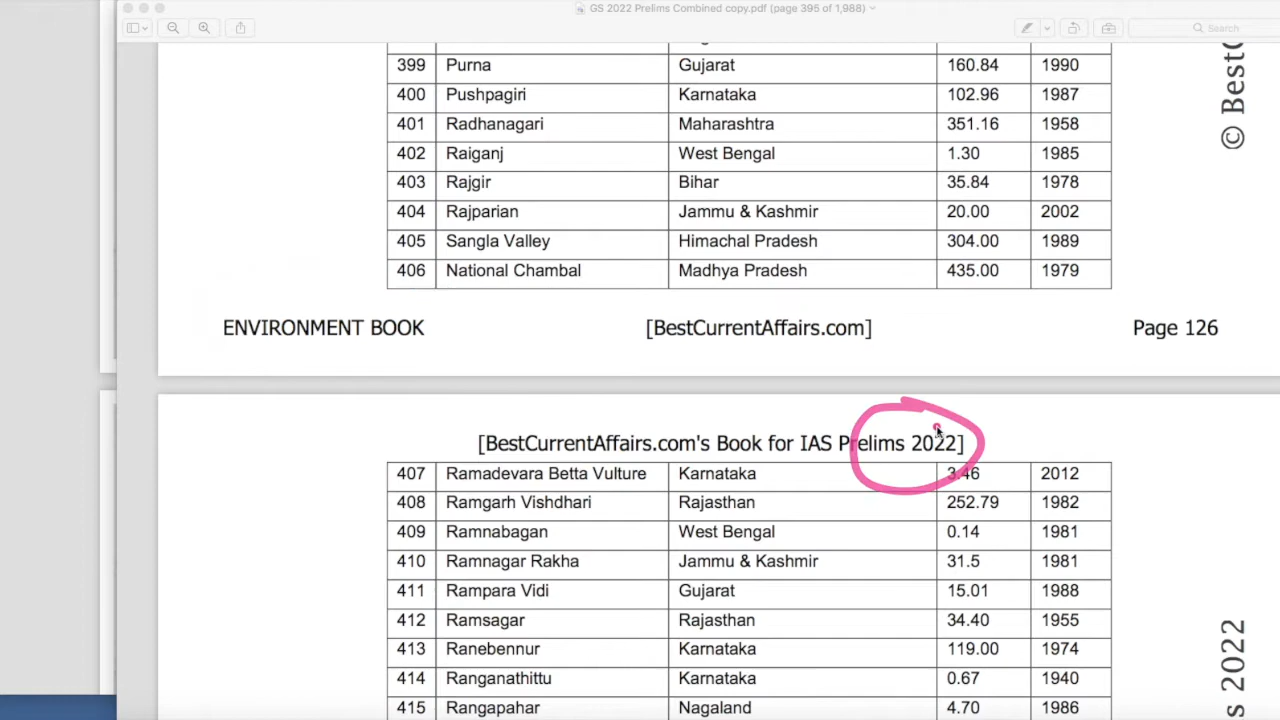 GS 2022 Prelims Combined copy.pdf (page 395 of 1,988)
Search
399 Purna Gujarat 160.84 1990
400 Pushpagiri Karnataka 102.96 1987
401 Radhanagari Maharashtra 351.16 1958
402 Raiganj West Bengal 1.30 1985
403 Rajgir Bihar 35.84 1978
404 Rajparian Jammu & Kashmir 20.00 2002
405 Sangla Valley Himachal Pradesh 304.00 1989
406 National Chambal Madhya Pradesh 435.00 1979
© Best
ENVIRONMENT BOOK [BestCurrentAffairs.com] Page 126
[BestCurrentAffairs.com's Book for IAS Prelims 2022]
407 Ramadevara Betta Vulture Karnataka 3.46 2012
408 Ramgarh Vishdhari Rajasthan 252.79 1982
409 Ramnabagan West Bengal 0.14 1981
410 Ramnagar Rakha Jammu & Kashmir 31.5 1981
411 Rampara Vidi Gujarat 15.01 1988
412 Ramsagar Rajasthan 34.40 1955
413 Ranebennur Karnataka 119.00 1974
414 Ranganathittu Karnataka 0.67 1940
415 Rangapahar Nagaland 4.70 1986
s 2022